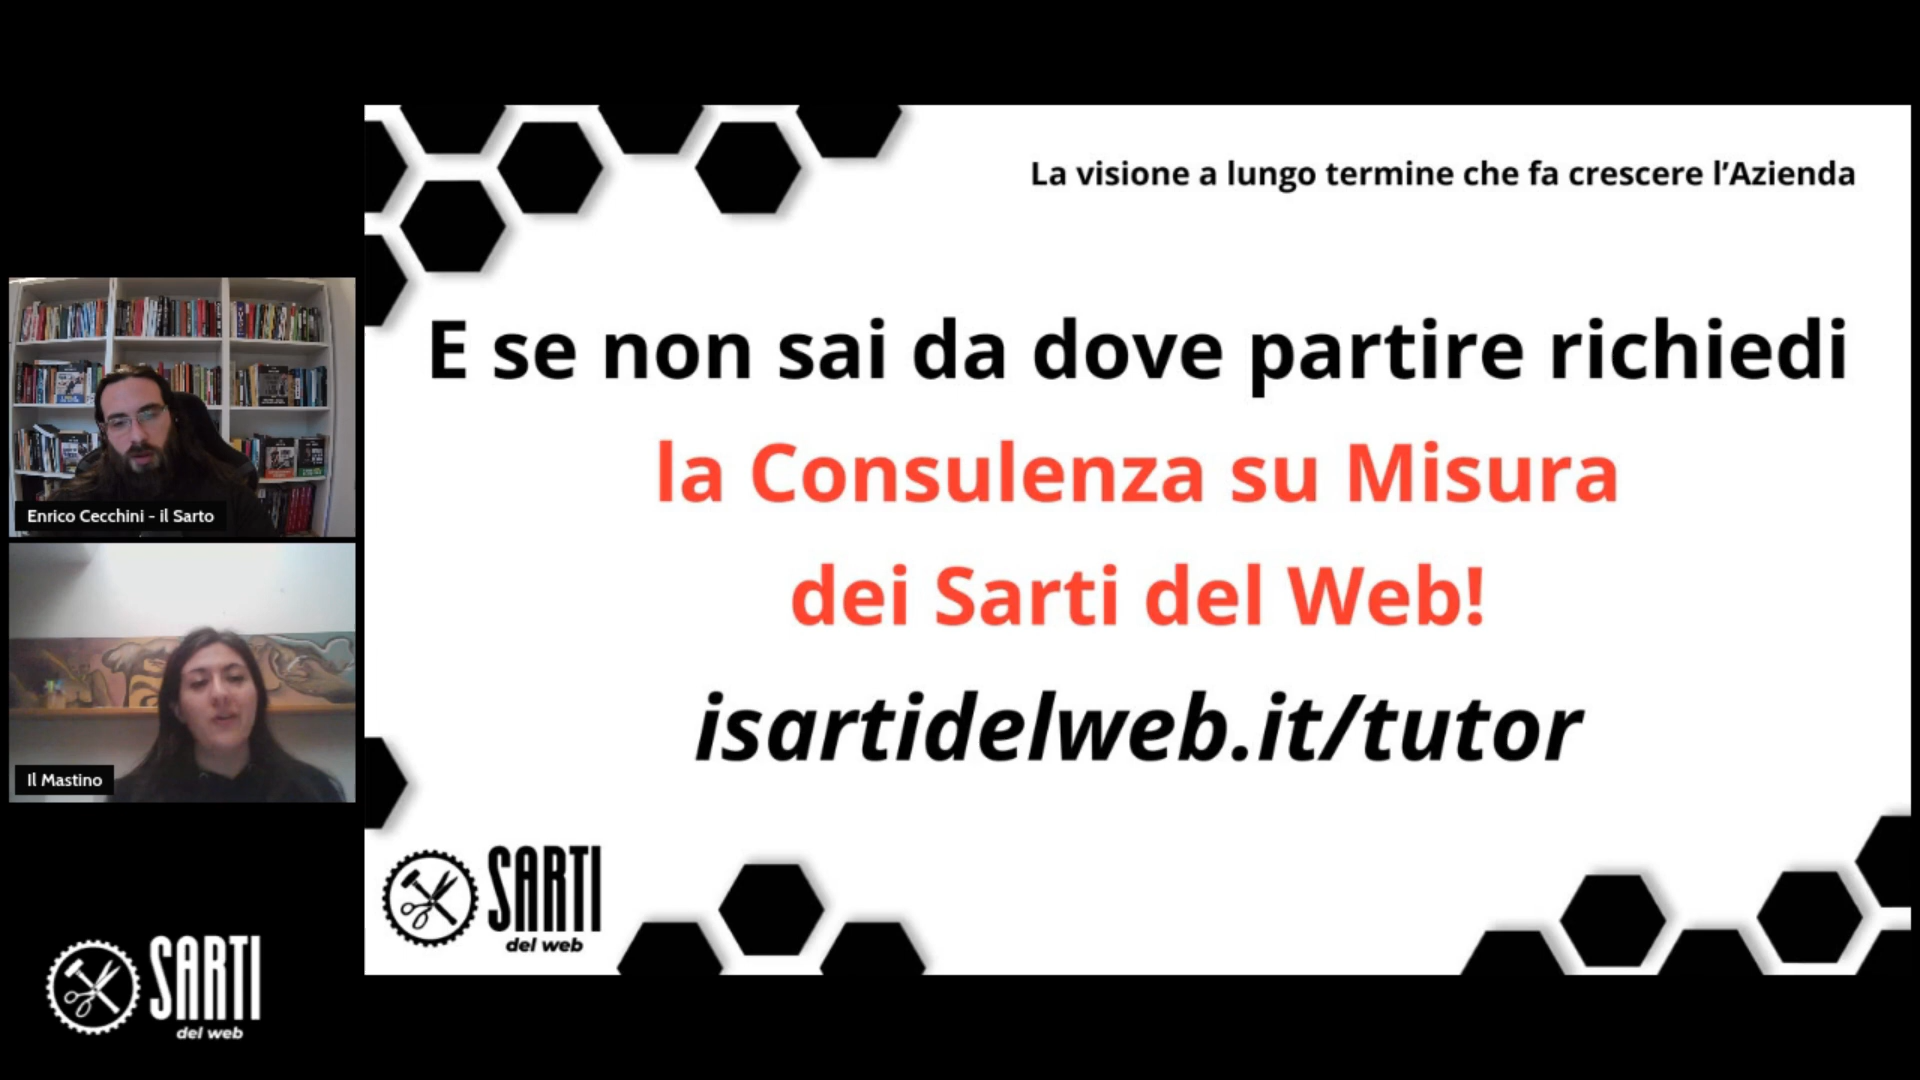 La visione a lungo termine che fa crescere l'Azienda
E se non sai da dove partire richiedi
la Consulenza su Misura
dei Sarti del Web!
isartidelweb.it/tutor
Enrico Cecchini - il Sarto
Il Mastino
SARTI
del web
SARTI
del web